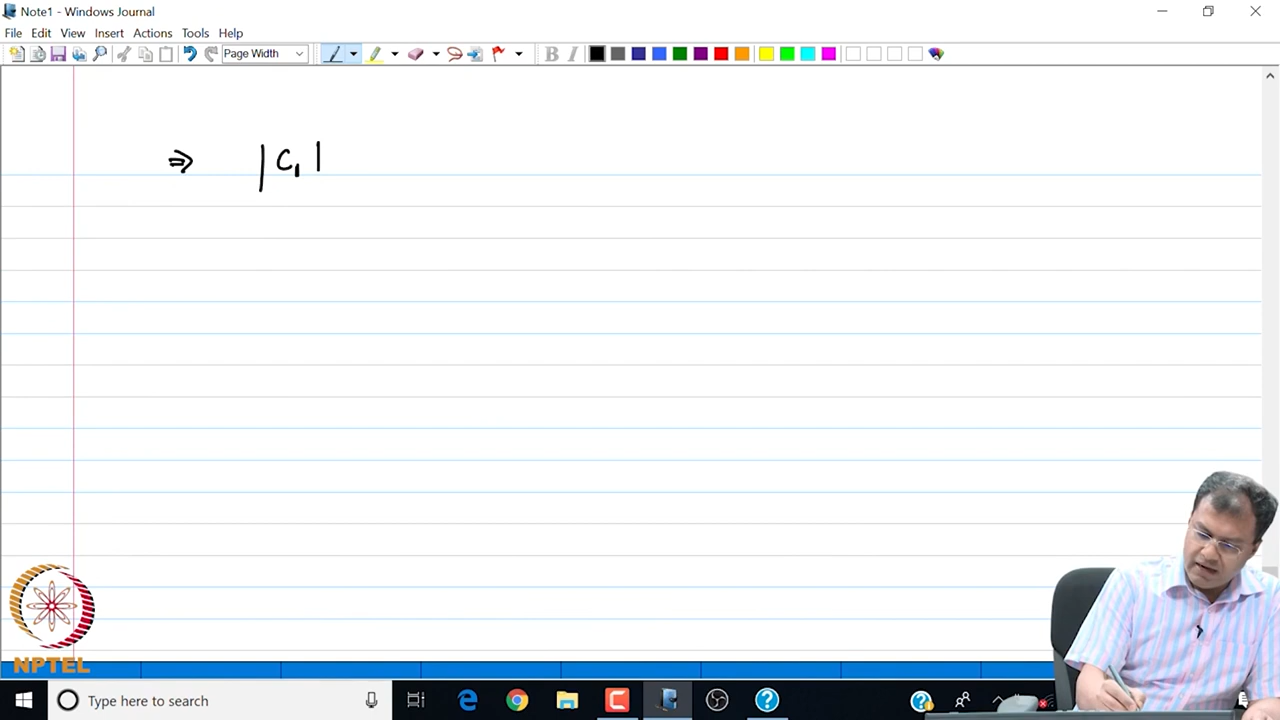 Note1 - Windows Journal
File Edit View Insert Actions Tools Help
Page Width B I
⇒ |C₁|
NPTEL
Type here to search